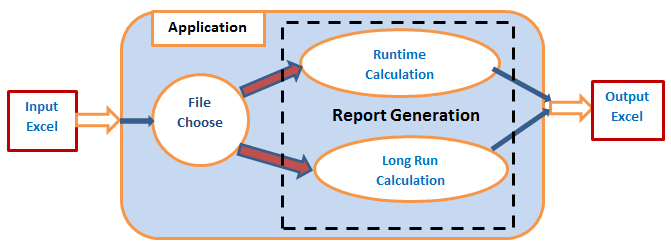 Application
Input
Excel
File
Choose
Runtime
Calculation
Report Generation
Long Run
Calculation
Output
Excel